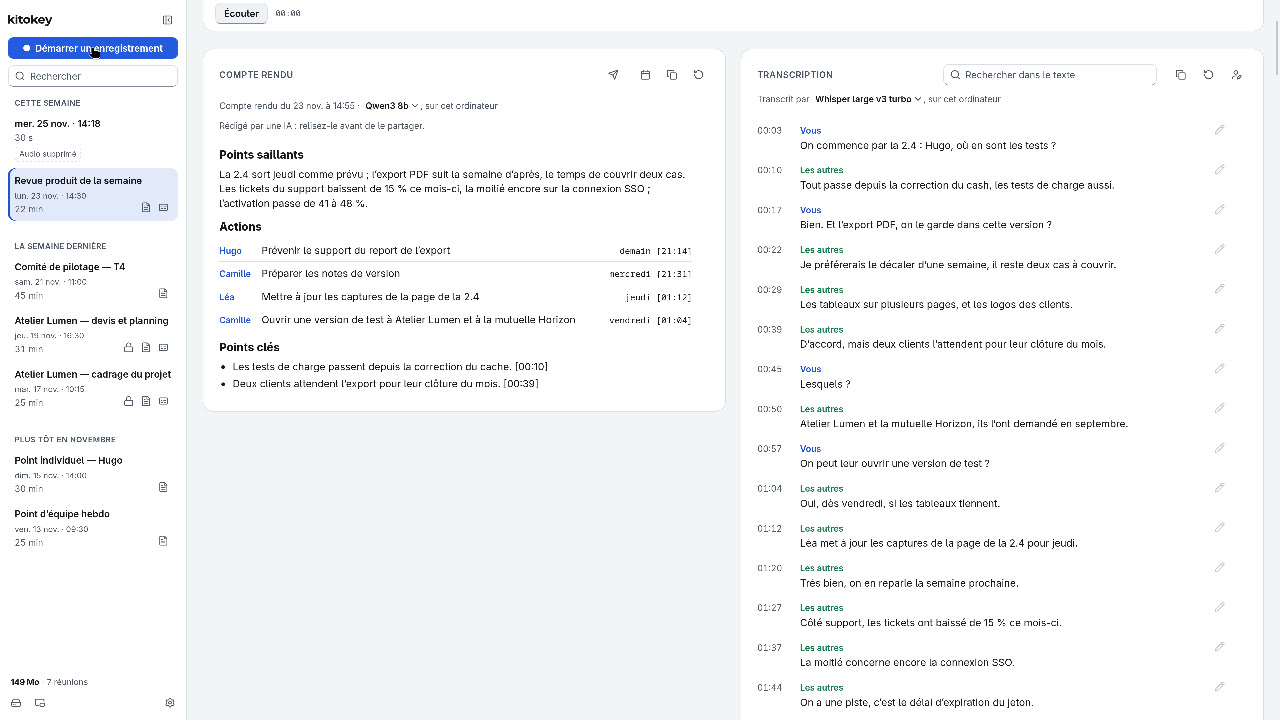 kitokey
Démarrer un enregistrement
Rechercher
CETTE SEMAINE
mer. 25 nov. · 14:18
30 s
Audio supprimé
Revue produit de la semaine
lun. 23 nov. · 14:30
22 min
LA SEMAINE DERNIÈRE
Comité de pilotage — T4
sam. 21 nov. · 11:00
45 min
Atelier Lumen — devis et planning
jeu. 19 nov. · 16:30
31 min
Atelier Lumen — cadrage du projet
mar. 17 nov. · 10:15
25 min
PLUS TÔT EN NOVEMBRE
Point individuel — Hugo
dim. 15 nov. · 14:00
30 min
Point d'équipe hebdo
ven. 13 nov. · 09:30
25 min
149 Mo · 7 réunions
Écouter 00:00
COMPTE RENDU
Compte rendu du 23 nov. à 14:55 · Qwen3 8b , sur cet ordinateur
Rédigé par une IA : relisez-le avant de le partager.
Points saillants
La 2.4 sort jeudi comme prévu ; l'export PDF suit la semaine d'après, le temps de couvrir deux cas.
Les tickets du support baissent de 15 % ce mois-ci, la moitié encore sur la connexion SSO ;
l'activation passe de 41 à 48 %.
Actions
Hugo Prévenir le support du report de l'export demain [21:14]
Camille Préparer les notes de version mercredi [21:31]
Léa Mettre à jour les captures de la page de la 2.4 jeudi [01:12]
Camille Ouvrir une version de test à Atelier Lumen et à la mutuelle Horizon vendredi [01:04]
Points clés
• Les tests de charge passent depuis la correction du cache. [00:10]
• Deux clients attendent l'export pour leur clôture du mois. [00:39]
TRANSCRIPTION
Rechercher dans le texte
Transcrit par Whisper large v3 turbo , sur cet ordinateur
00:03 Vous
On commence par la 2.4 : Hugo, où en sont les tests ?
00:10 Les autres
Tout passe depuis la correction du cash, les tests de charge aussi.
00:17 Vous
Bien. Et l'export PDF, on le garde dans cette version ?
00:22 Les autres
Je préférerais le décaler d'une semaine, il reste deux cas à couvrir.
00:29 Les autres
Les tableaux sur plusieurs pages, et les logos des clients.
00:39 Les autres
D'accord, mais deux clients l'attendent pour leur clôture du mois.
00:45 Vous
Lesquels ?
00:50 Les autres
Atelier Lumen et la mutuelle Horizon, ils l'ont demandé en septembre.
00:57 Vous
On peut leur ouvrir une version de test ?
01:04 Les autres
Oui, dès vendredi, si les tableaux tiennent.
01:12 Les autres
Léa met à jour les captures de la page de la 2.4 pour jeudi.
01:20 Les autres
Très bien, on en reparle la semaine prochaine.
01:27 Les autres
Côté support, les tickets ont baissé de 15 % ce mois-ci.
01:37 Les autres
La moitié concerne encore la connexion SSO.
01:44 Les autres
On a une piste, c'est le délai d'expiration du jeton.